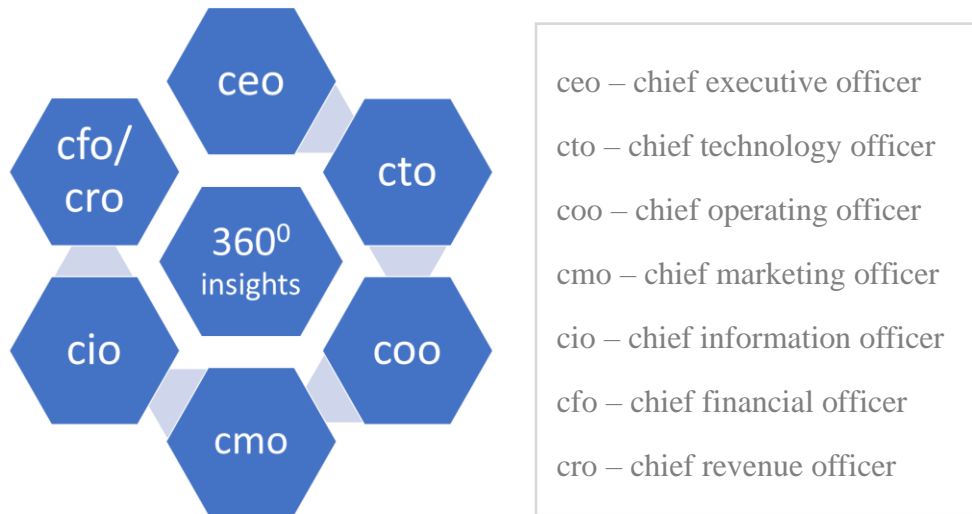 ceo
cto
coo
cmo
cio
cfo/
cro
360⁰
insights
ceo – chief executive officer
cto – chief technology officer
coo – chief operating officer
cmo – chief marketing officer
cio – chief information officer
cfo – chief financial officer
cro – chief revenue officer